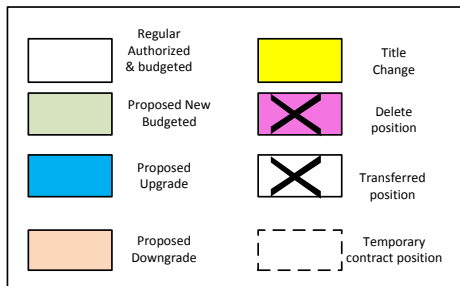 Regular
Authorized
& budgeted
Title
Change
Proposed New
Budgeted
Delete
position
Proposed
Upgrade
Transferred
position
Proposed
Downgrade
Temporary
contract position